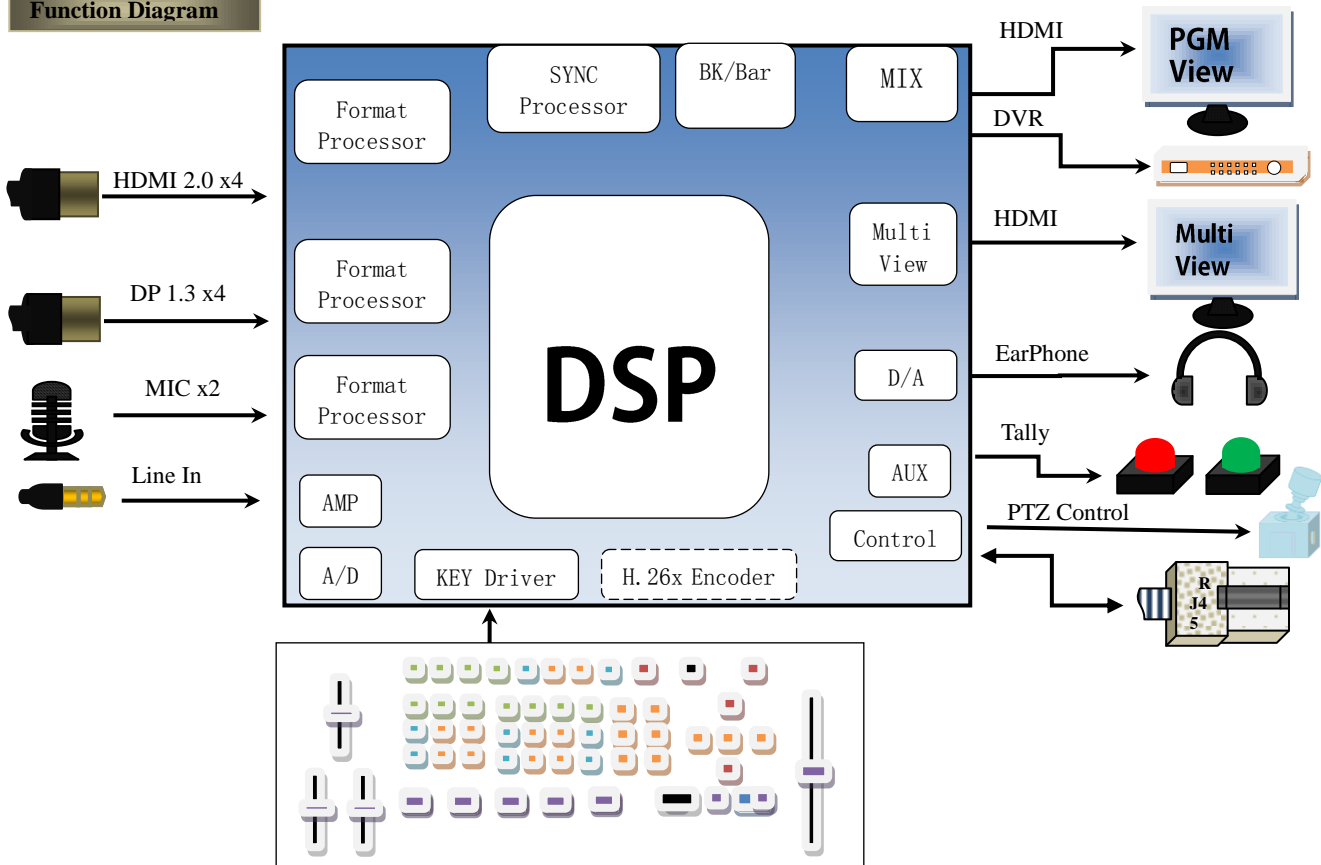 Function Diagram
HDMI 2.0 x4
DP 1.3 x4
MIC x2
Line In
Format
Processor
SYNC
Processor
BK/Bar
MIX
Format
Processor
Format
Processor
DSP
Multi
View
D/A
AUX
Control
AMP
A/D
KEY Driver
H.26x Encoder
HDMI
PGM
View
DVR
HDMI
Multi
View
EarPhone
Tally
PTZ Control
R
J4
5